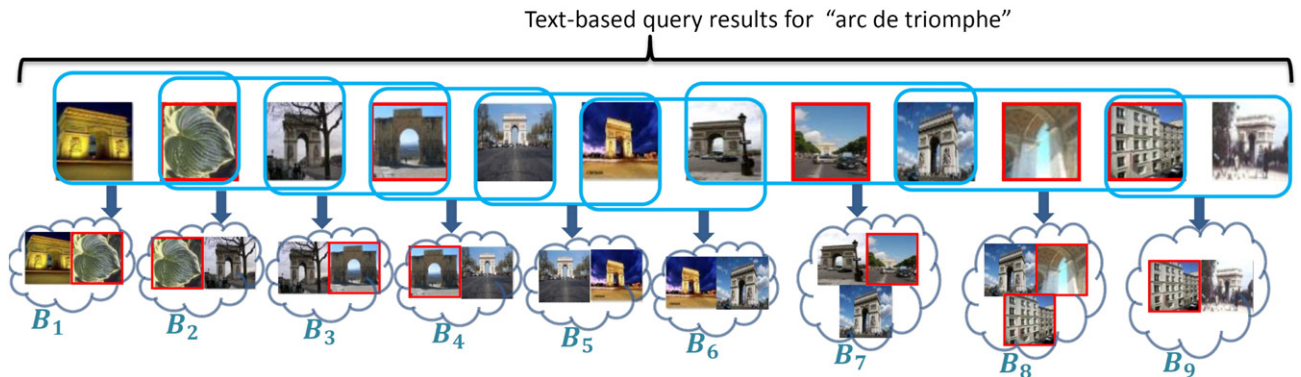 Text-based query results for “arc de triomphe”
B₁ B₂ B₃ B₄ B₅ B₆ B₇ B₈ B₉